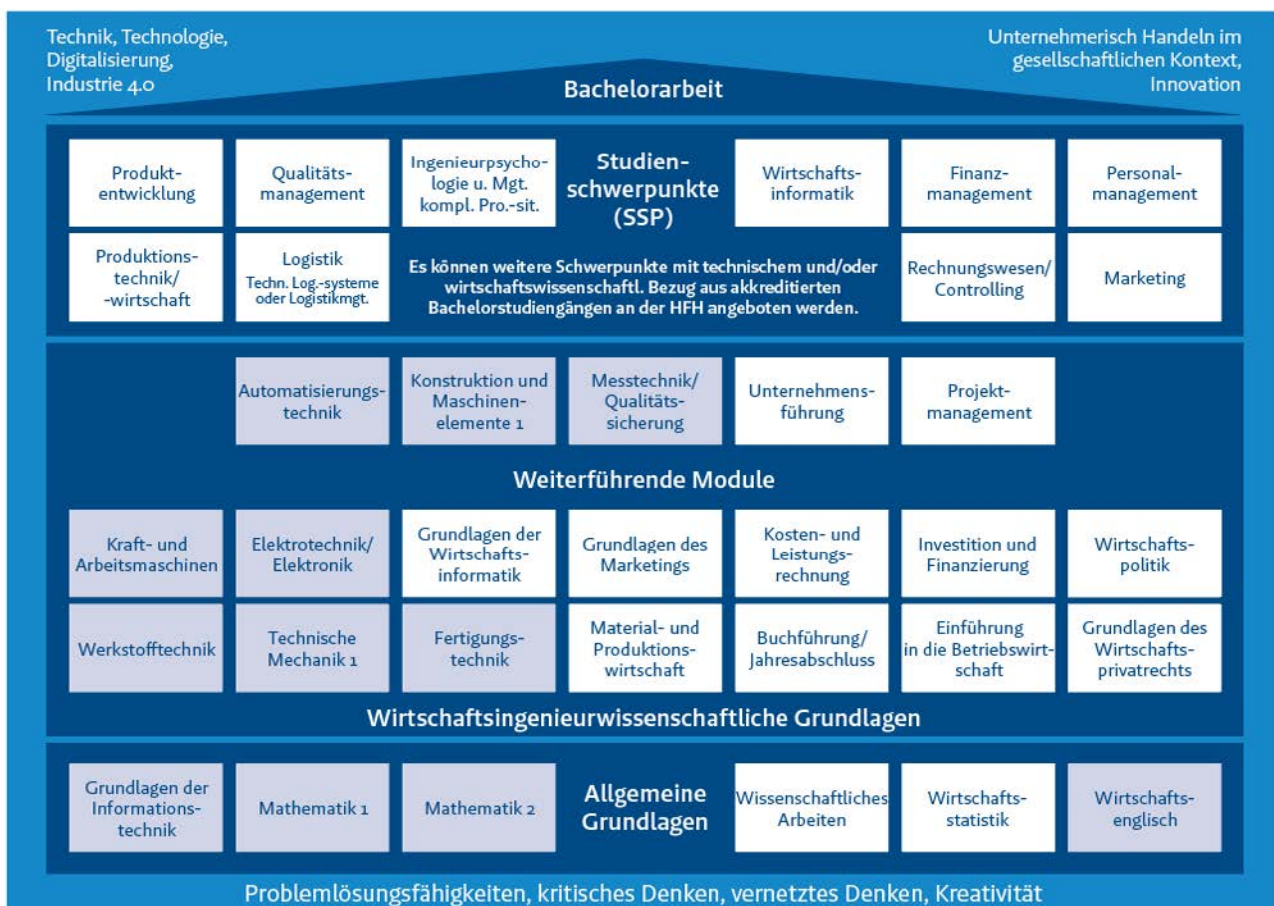 Technik, Technologie,
Digitalisierung,
Industrie 4.0
Unternehmerisch Handeln im
gesellschaftlichen Kontext,
Innovation
Bachelorarbeit
Produkt-
entwicklung
Qualitäts-
management
Ingenieurpsycho-
logie u. Mgt.
kompl. Pro.-sit.
Studien-
schwerpunkte
(SSP)
Wirtschafts-
informatik
Finanz-
management
Personal-
management
Produktions-
technik/
-wirtschaft
Logistik
Techn. Log.-systeme
oder Logistikmgt.
Es können weitere Schwerpunkte mit technischem und/oder
wirtschaftswissenschaftl. Bezug aus akkreditierten
Bachelorstudiengängen an der HFH angeboten werden.
Rechnungswesen/
Controlling
Marketing
Automatisierungs-
technik
Konstruktion und
Maschinen-
elemente 1
Messtechnik/
Qualitäts-
sicherung
Unternehmens-
führung
Projekt-
management
Weiterführende Module
Kraft- und
Arbeitsmaschinen
Elektrotechnik/
Elektronik
Grundlagen der
Wirtschafts-
informatik
Grundlagen des
Marketings
Kosten- und
Leistungs-
rechnung
Investition und
Finanzierung
Wirtschafts-
politik
Werkstofftechnik
Technische
Mechanik 1
Fertigungs-
technik
Material- und
Produktions-
wirtschaft
Buchführung/
Jahresabschluss
Einführung
in die Betriebswirt-
schaft
Grundlagen des
Wirtschafts-
privatrechts
Wirtschaftsingenieurwissenschaftliche Grundlagen
Grundlagen der
Informations-
technik
Mathematik 1
Mathematik 2
Allgemeine
Grundlagen
Wissenschaftliches
Arbeiten
Wirtschafts-
statistik
Wirtschafts-
englisch
Problemlösungsfähigkeiten, kritisches Denken, vernetztes Denken, Kreativität